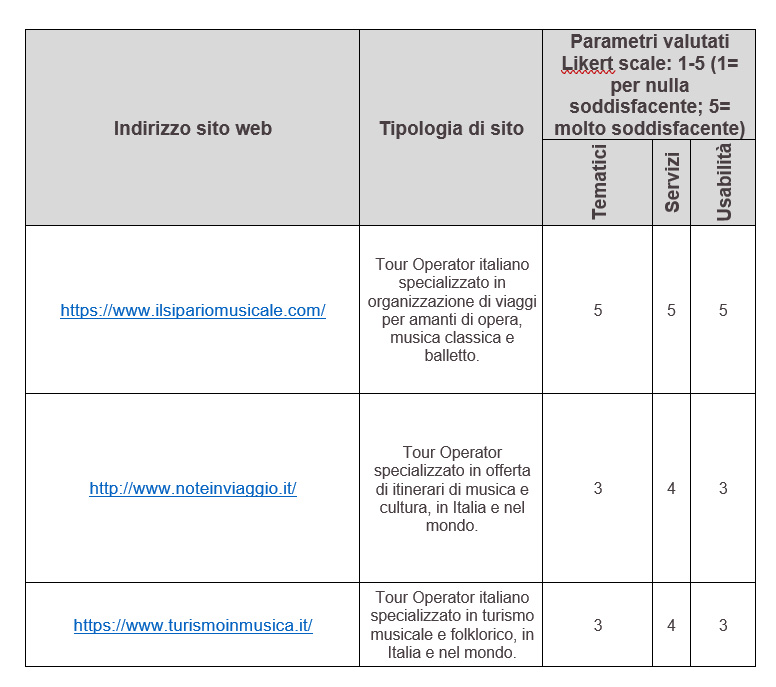 Indirizzo sito web
Tipologia di sito
Parametri valutati
Likert scale: 1-5 (1=
per nulla
soddisfacente; 5=
molto soddisfacente)
Tematici
Servizi
Usabilità
https://www.ilsipariomusicale.com/
Tour Operator italiano
specializzato in
organizzazione di viaggi
per amanti di opera,
musica classica e
balletto.
5
5
5
http://www.noteinviaggio.it/
Tour Operator
specializzato in offerta
di itinerari di musica e
cultura, in Italia e nel
mondo.
3
4
3
https://www.turismoinmusica.it/
Tour Operator italiano
specializzato in turismo
musicale e folklorico, in
Italia e nel mondo.
3
4
3